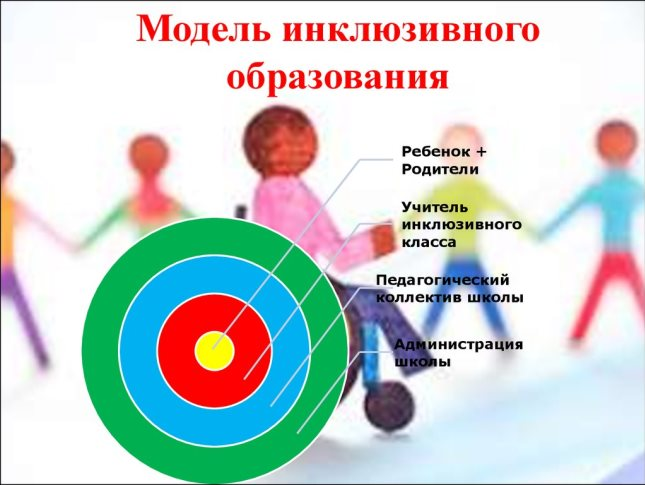 Модель инклюзивного
образования
Ребенок +
Родители
Учитель
инклюзивного
класса
Педагогический
коллектив школы
Администрация
школы